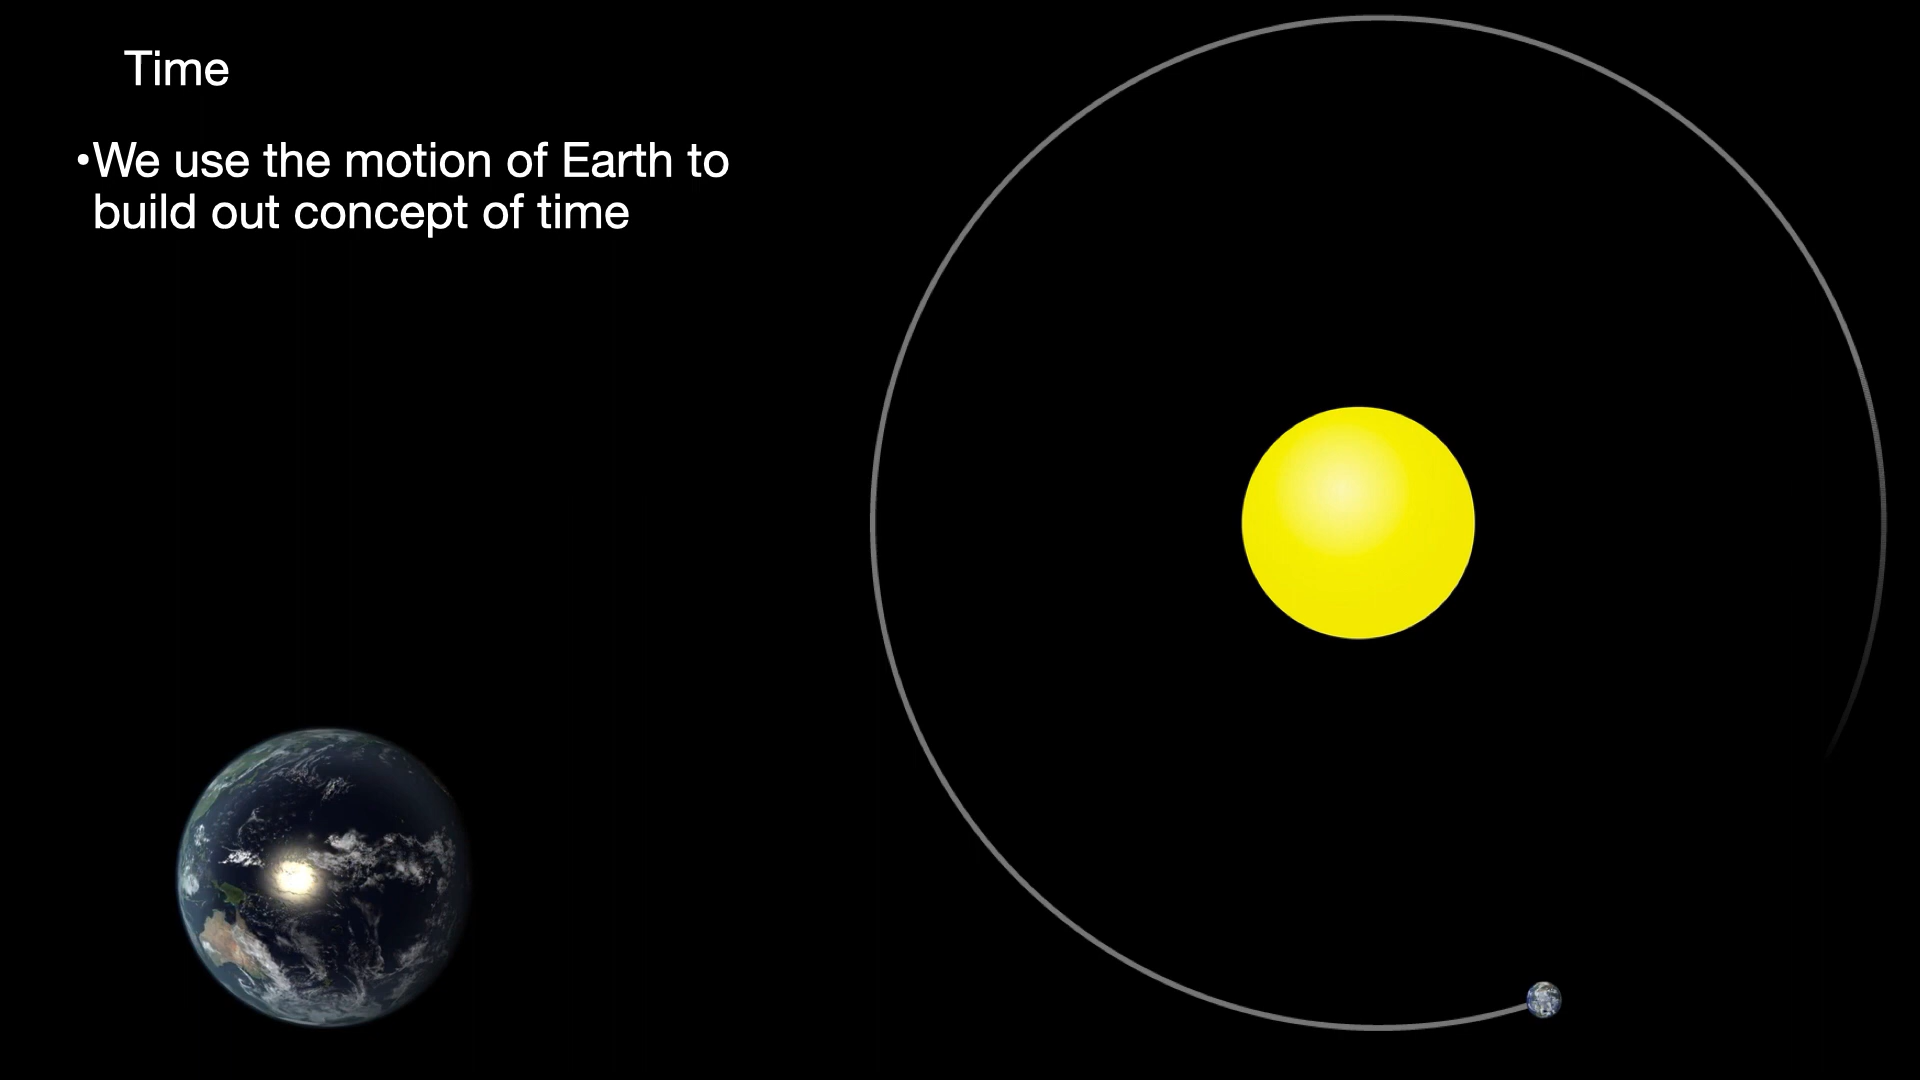 Time
•We use the motion of Earth to
build out concept of time